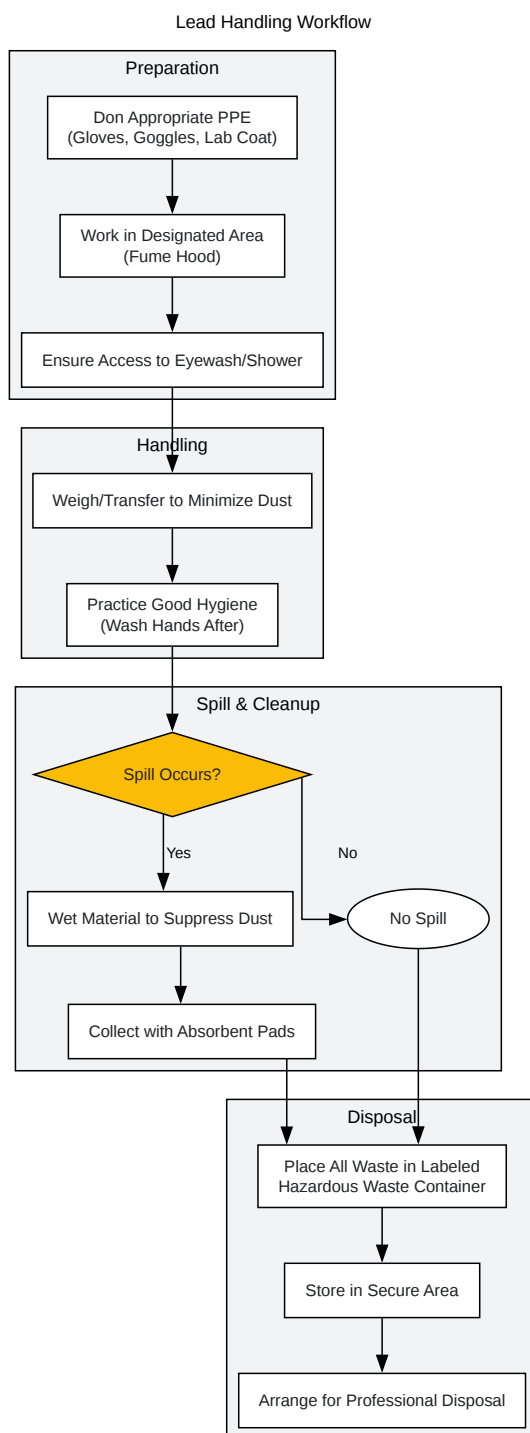 Lead Handling Workflow
Preparation
Don Appropriate PPE
(Gloves, Goggles, Lab Coat)
Work in Designated Area
(Fume Hood)
Ensure Access to Eyewash/Shower
Handling
Weigh/Transfer to Minimize Dust
Practice Good Hygiene
(Wash Hands After)
Spill & Cleanup
Spill Occurs?
Yes
No
Wet Material to Suppress Dust
No Spill
Collect with Absorbent Pads
Disposal
Place All Waste in Labeled
Hazardous Waste Container
Store in Secure Area
Arrange for Professional Disposal